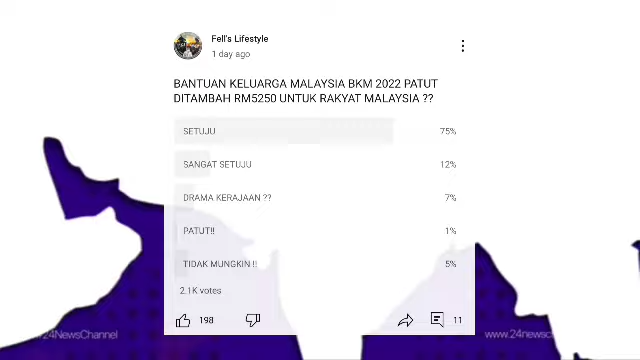 Fell's Lifestyle
1 day ago
BANTUAN KELUARGA MALAYSIA BKM 2022 PATUT
DITAMBAH RM5250 UNTUK RAKYAT MALAYSIA ??
SETUJU 75%
SANGAT SETUJU 12%
DRAMA KERAJAAN ?? 7%
PATUT!! 1%
TIDAK MUNGKIN !! 5%
2.1K votes
198 11
24NewsChannel
www.24news